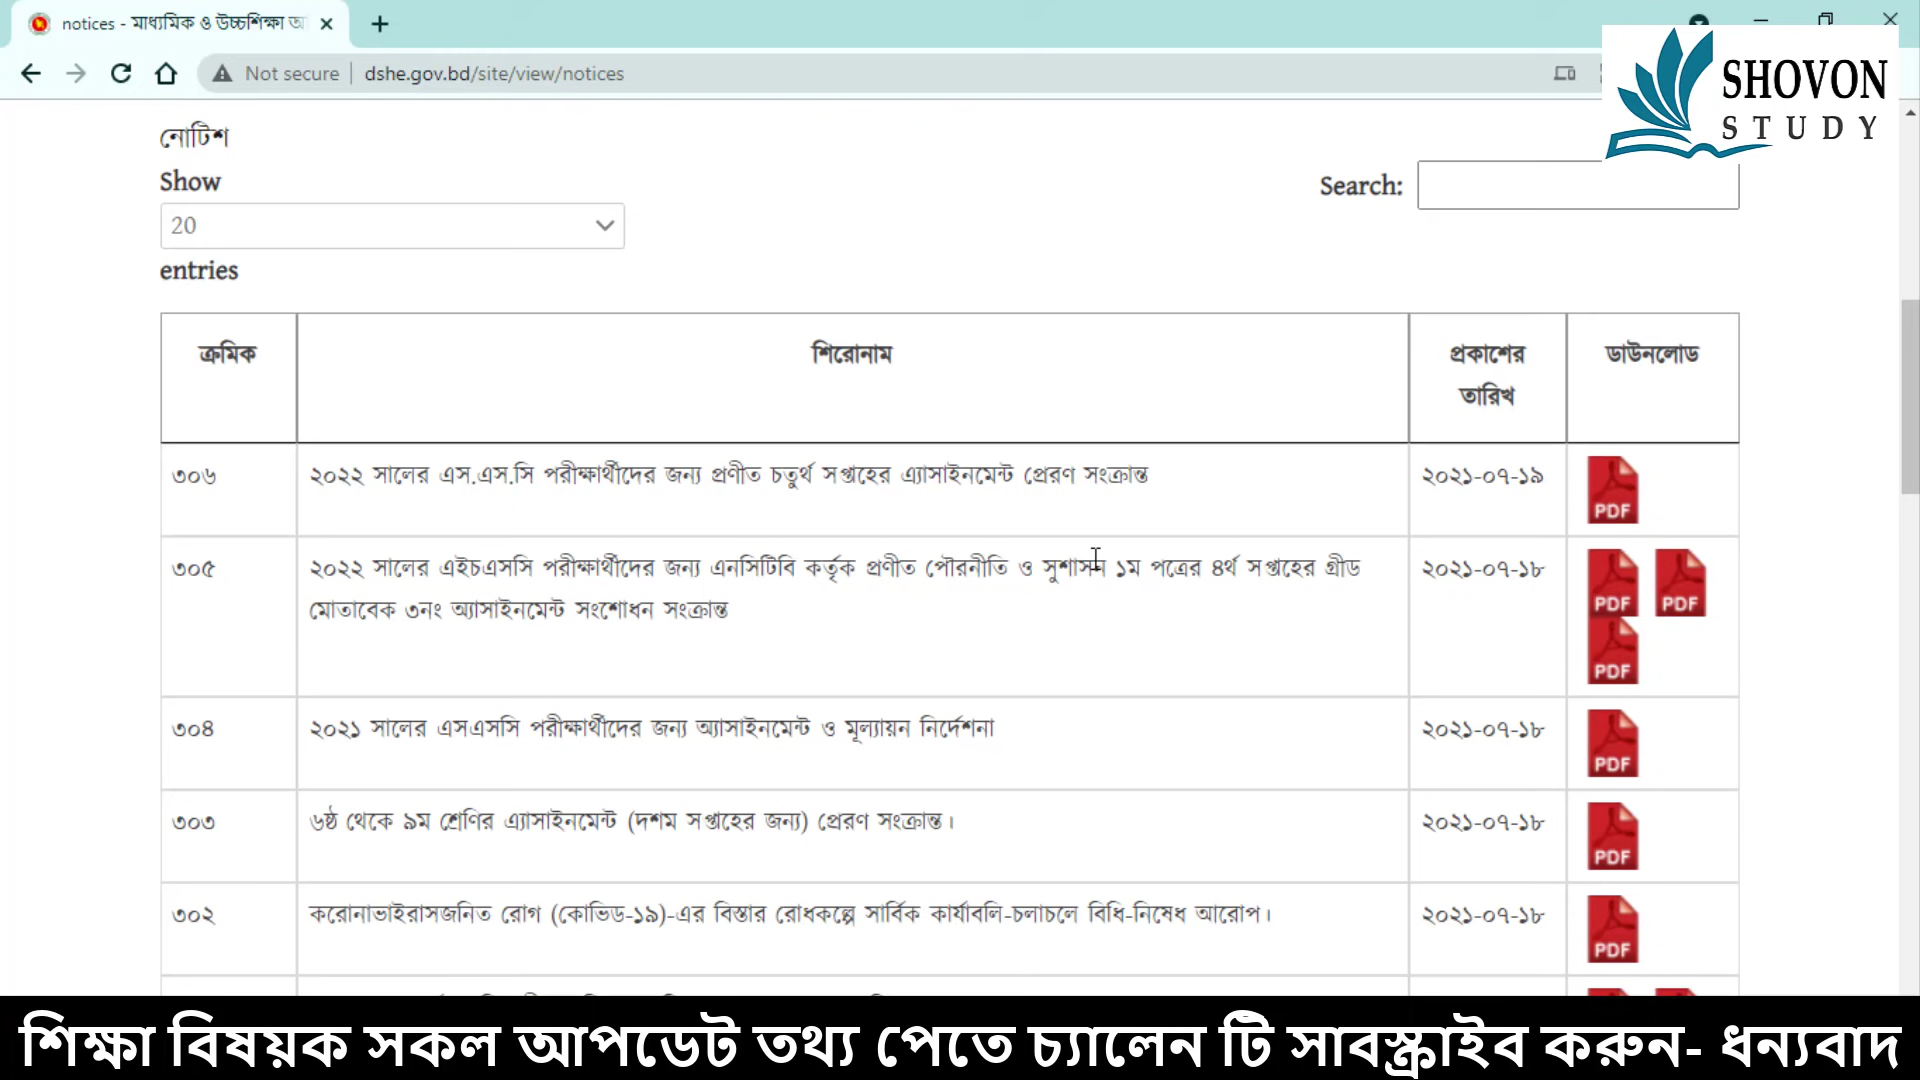 notices - মাধ্যমিক ও উচ্চশিক্ষা অ
Not secure | dshe.gov.bd/site/view/notices
SHOVON
STUDY
নোটিশ
Show
Search:
20
entries
ক্রমিক শিরোনাম প্রকাশের তারিখ ডাউনলোড
৩০৬ ২০২২ সালের এস.এস.সি পরীক্ষার্থীদের জন্য প্রণীত চতুর্থ সপ্তাহের এ্যাসাইনমেন্ট প্রেরণ সংক্রান্ত ২০২১-০৭-১৯ PDF
৩০৫ ২০২২ সালের এইচএসসি পরীক্ষার্থীদের জন্য এনসিটিবি কর্তৃক প্রণীত পৌরনীতি ও সুশাসন ১ম পত্রের ৪র্থ সপ্তাহের গ্রীড ২০২১-০৭-১৮ PDF PDF
মোতাবেক ৩নং অ্যাসাইনমেন্ট সংশোধন সংক্রান্ত
PDF
৩০৪ ২০২১ সালের এসএসসি পরীক্ষার্থীদের জন্য অ্যাসাইনমেন্ট ও মূল্যায়ন নির্দেশনা ২০২১-০৭-১৮ PDF
৩০৩ ৬ষ্ঠ থেকে ৯ম শ্রেণির এ্যাসাইনমেন্ট (দশম সপ্তাহের জন্য) প্রেরণ সংক্রান্ত। ২০২১-০৭-১৮ PDF
৩০২ করোনাভাইরাসজনিত রোগ (কোভিড-১৯)-এর বিস্তার রোধকল্পে সার্বিক কার্যাবলি-চলাচলে বিধি-নিষেধ আরোপ। ২০২১-০৭-১৮ PDF
শিক্ষা বিষয়ক সকল আপডেট তথ্য পেতে চ্যালেন টি সাবস্ক্রাইব করুন- ধন্যবাদ